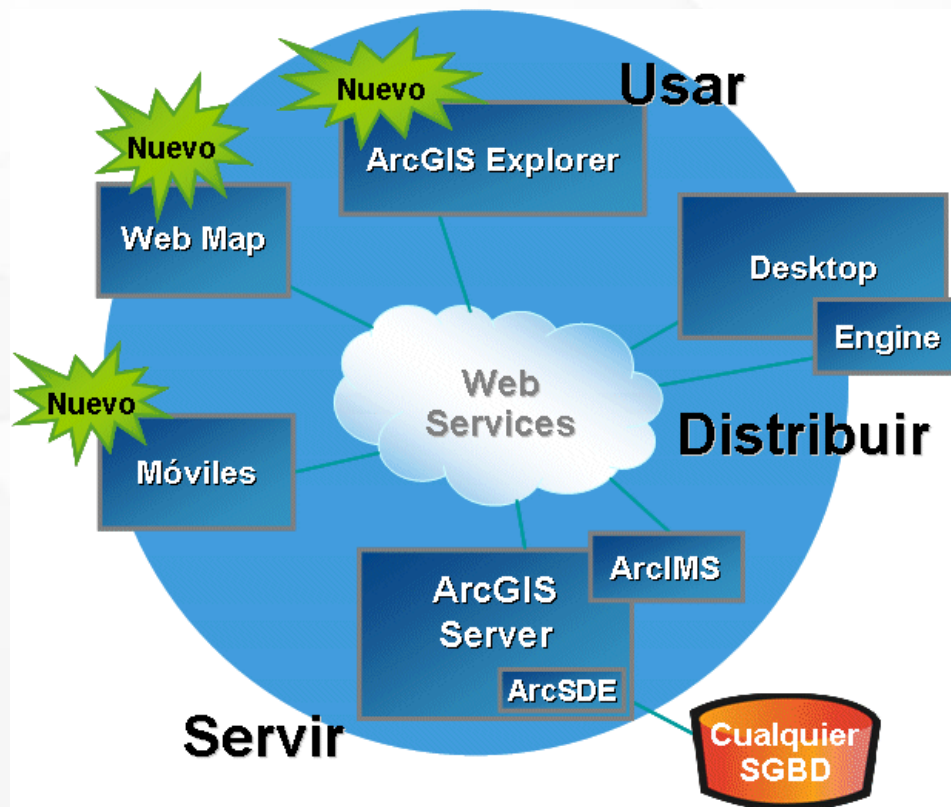 Usar
Nuevo
ArcGIS Explorer
Nuevo
Web Map
Desktop
Engine
Web
Services
Nuevo
Móviles
Distribuir
ArcIMS
ArcGIS
Server
ArcSDE
Servir
Cualquier
SGBD